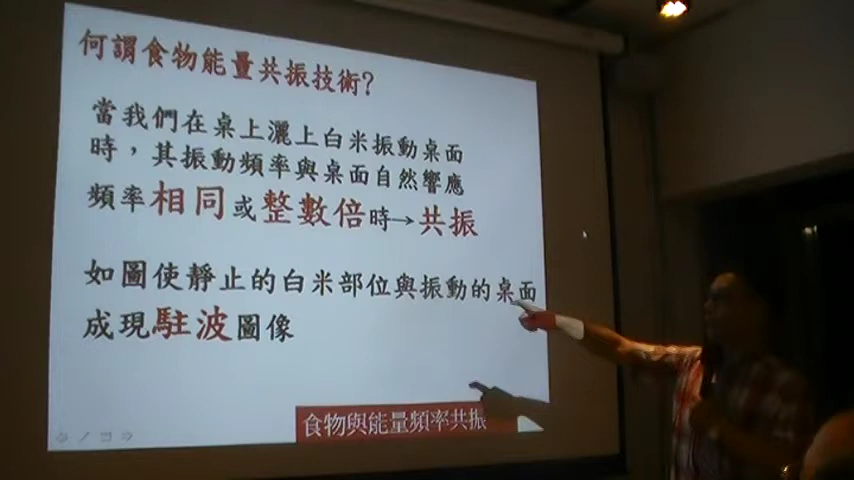 何謂食物能量共振技術?
當我們在桌上灑上白米振動桌面
時，其振動頻率與桌面自然響應
頻率相同或整數倍時→共振
如圖使靜止的白米部位與振動的桌面
成現駐波圖像
食物與能量頻率共振